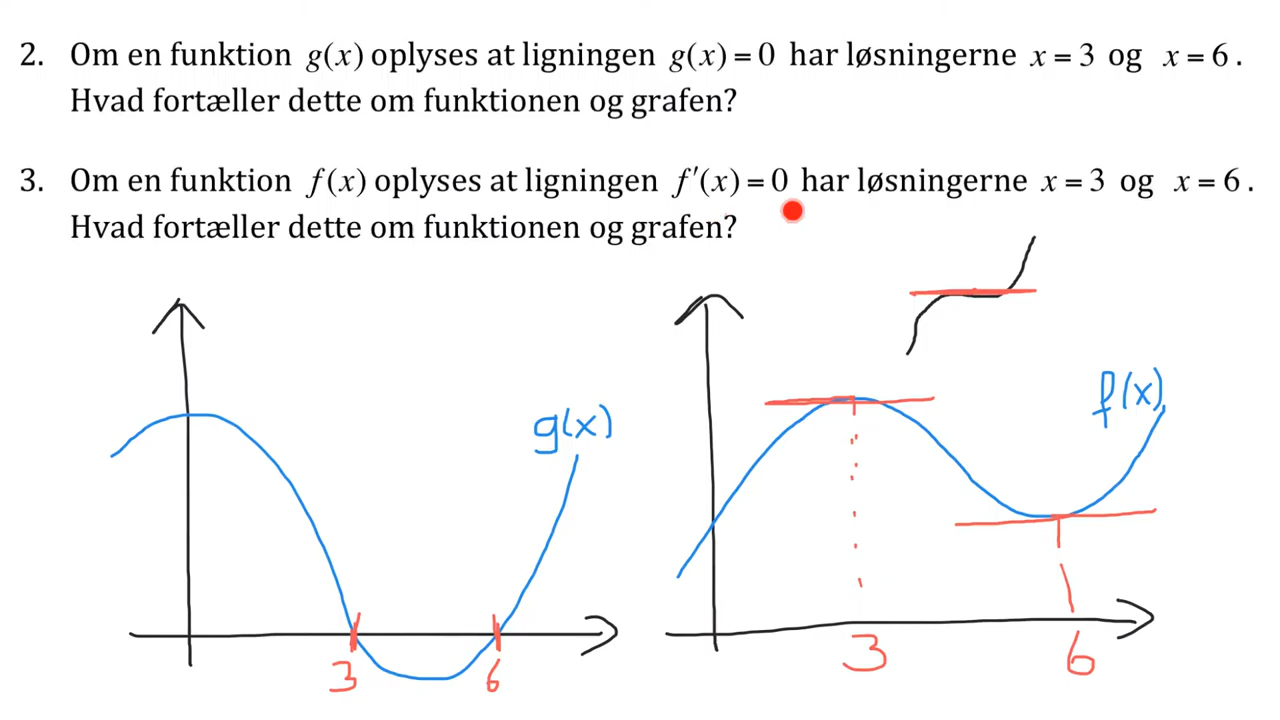 2. Om en funktion g(x) oplyses at ligningen g(x) = 0 har løsningerne x = 3 og x = 6.
Hvad fortæller dette om funktionen og grafen?
3. Om en funktion f(x) oplyses at ligningen f′(x) = 0 har løsningerne x = 3 og x = 6.
Hvad fortæller dette om funktionen og grafen?
g(x)
f(x)
3
6
3
6